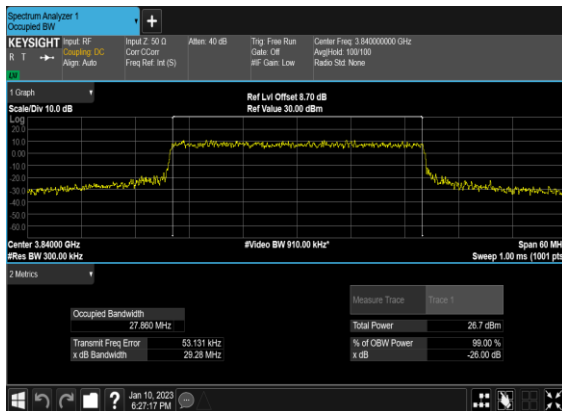 Spectrum Analyzer 1
Occupied BW
KEYSIGHT
Input: RF
Coupling: DC
Align: Auto
Input Z: 50 Ω
Corr CCorr
Freq Ref: Int (S)
Atten: 40 dB
Trig: Free Run
Gate: Off
#IF Gain: Low
Center Freq: 3.840000000 GHz
Avg|Hold: 100/100
Radio Std: None
R T
1 Graph
Scale/Div 10.0 dB
Ref Lvl Offset 8.70 dB
Ref Value 30.00 dBm
Log
20.0
10.0
0.00
-10.0
-20.0
-30.0
-40.0
-50.0
-60.0
Center 3.84000 GHz
#Video BW 910.00 kHz*
Span 60 MH
#Res BW 300.00 kHz
Sweep 1.00 ms (1001 pts
2 Metrics
Measure Trace Trace 1
Occupied Bandwidth
27.860 MHz
Total Power 26.7 dBm
Transmit Freq Error 53.131 kHz
% of OBW Power 99.00 %
x dB Bandwidth 29.28 MHz
x dB -26.00 dB
?
Jan 10, 2023
6:27:17 PM